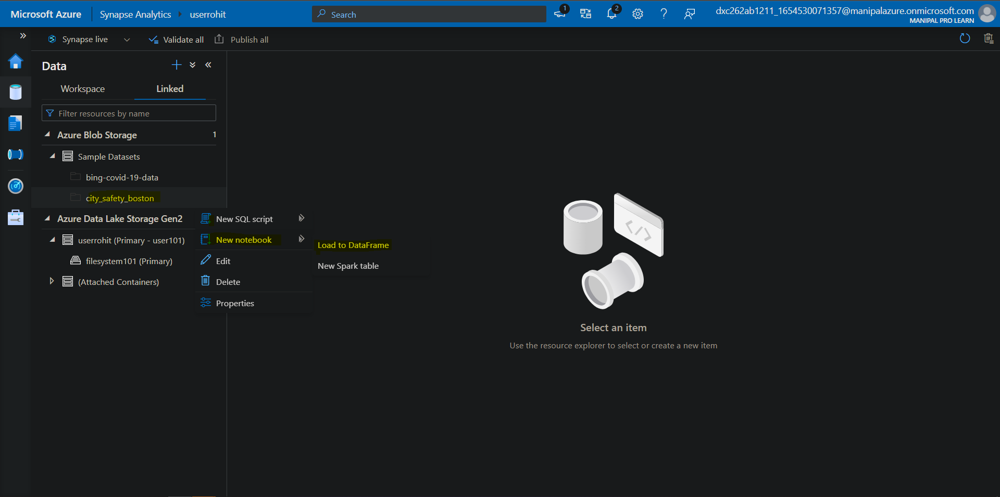 Microsoft Azure
Synapse Analytics
userrohit
Search
1
2
dxc262ab1211_1654530071357@manipalazure.onmicrosoft.com
MANIPAL PRO LEARN
Synapse live
Validate all
Publish all
Data
Workspace
Linked
Filter resources by name
Azure Blob Storage 1
Sample Datasets
bing-covid-19-data
city_safety_boston
Azure Data Lake Storage Gen2
userrohit (Primary - user101)
filesystem101 (Primary)
(Attached Containers)
New SQL script
New notebook
Edit
Delete
Properties
Load to DataFrame
New Spark table
Select an item
Use the resource explorer to select or create a new item